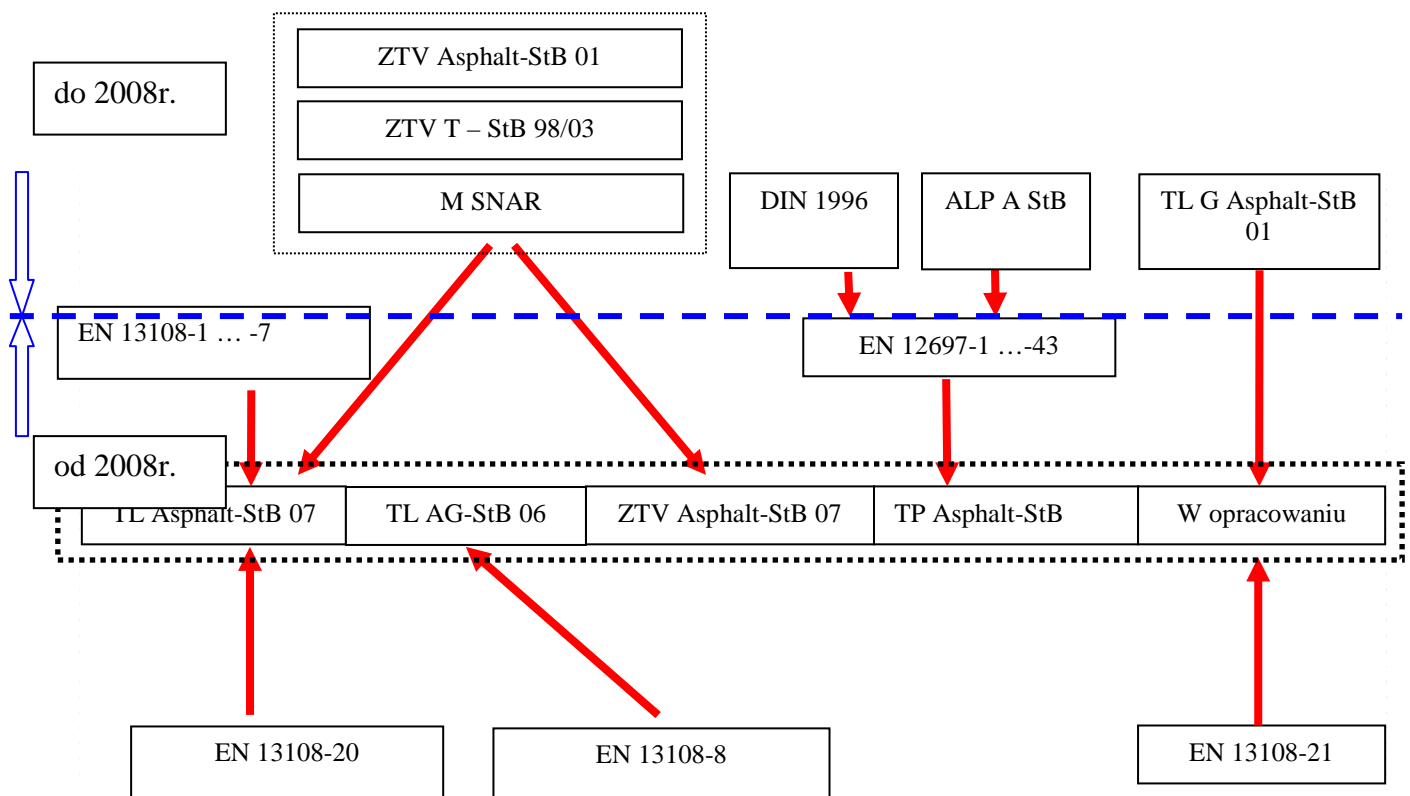 ZTV Asphalt-StB 01
do 2008r.
ZTV T – StB 98/03
M SNAR
DIN 1996
ALP A StB
TL G Asphalt-StB
01
EN 13108-1 … -7
EN 12697-1 …-43
od 2008r.
TL Asphalt-StB 07
TL AG-StB 06
ZTV Asphalt-StB 07
TP Asphalt-StB
W opracowaniu
EN 13108-20
EN 13108-8
EN 13108-21